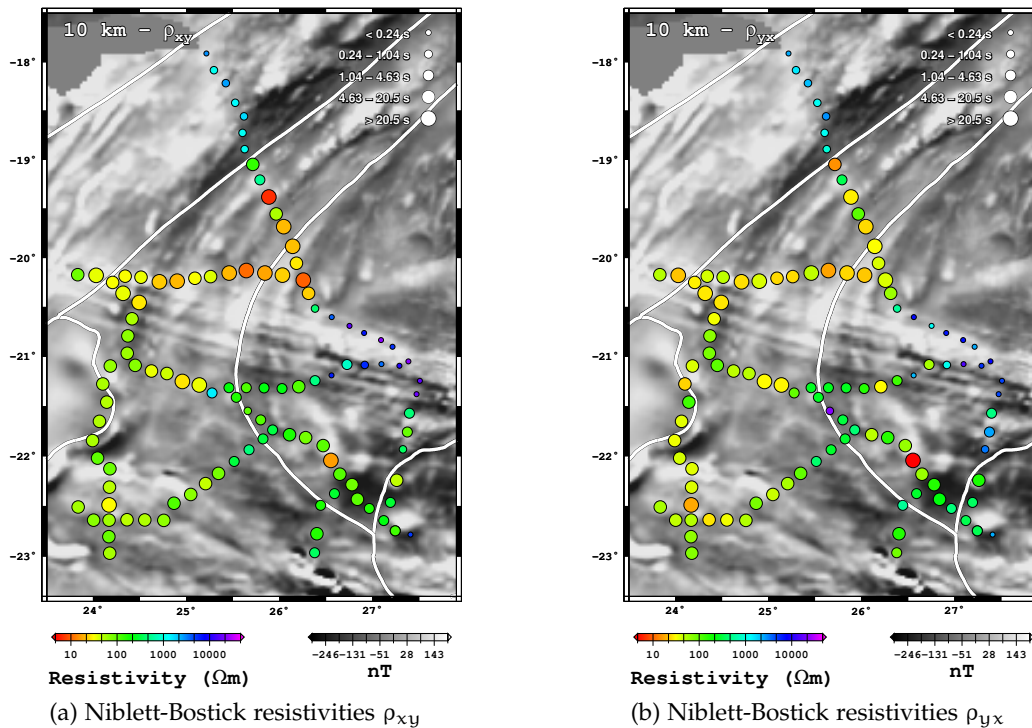 10 km – ρxy
< 0.24 s
0.24 – 1.04 s
1.04 – 4.63 s
4.63 – 20.5 s
> 20.5 s
-18°
-19°
-20°
-21°
-22°
-23°
24° 25° 26° 27°
10 100 1000 10000
Resistivity (Ωm)
-246 -131 -51 28 143
nT
(a) Niblett-Bostick resistivities ρxy
10 km – ρyx
< 0.24 s
0.24 – 1.04 s
1.04 – 4.63 s
4.63 – 20.5 s
> 20.5 s
-18°
-19°
-20°
-21°
-22°
-23°
24° 25° 26° 27°
10 100 1000 10000
Resistivity (Ωm)
-246 -131 -51 28 143
nT
(b) Niblett-Bostick resistivities ρyx